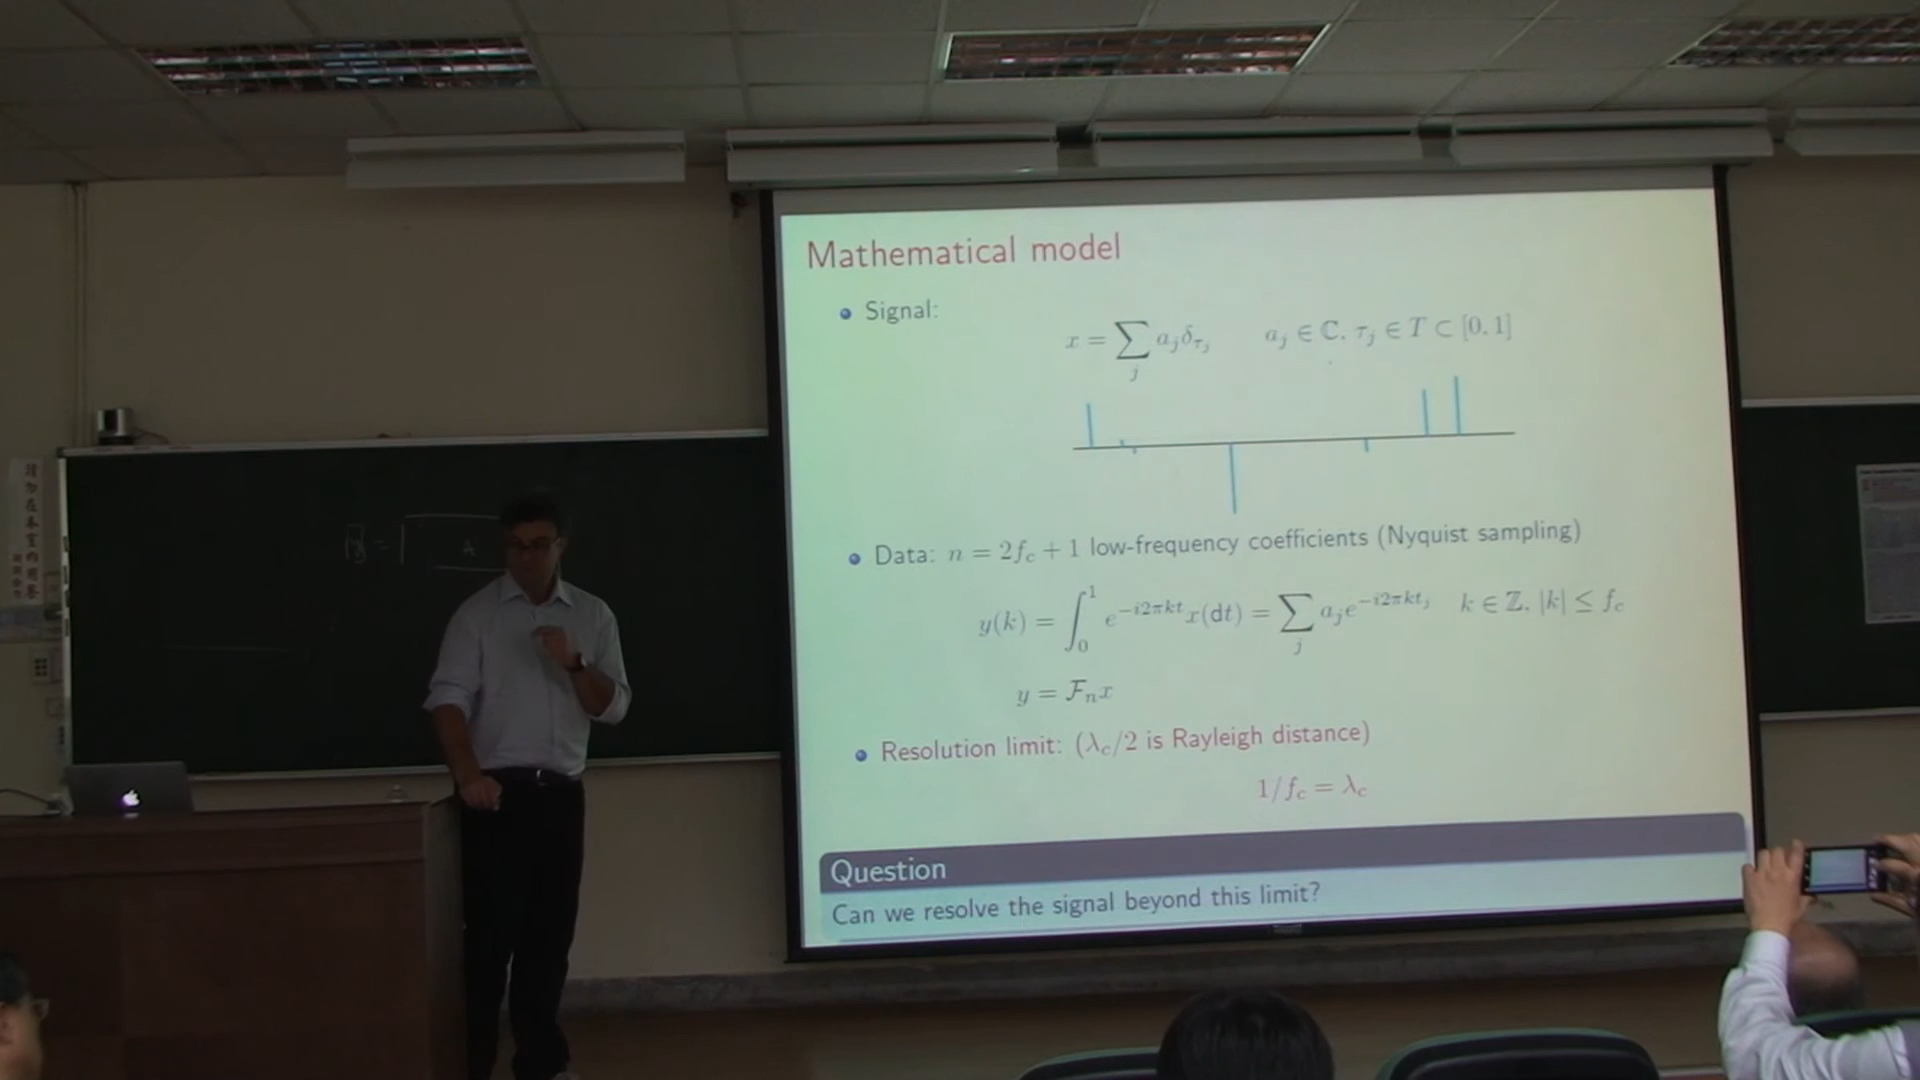 Mathematical model
Signal:
x = ∑_j a_j δ_{τ_j}   a_j ∈ ℂ, τ_j ∈ T ⊂ [0, 1]
Data: n = 2f_c + 1 low-frequency coefficients (Nyquist sampling)
y(k) = ∫_0^1 e^{-i2πkt} x(dt) = ∑_j a_j e^{-i2πkt_j}   k ∈ ℤ, |k| ≤ f_c
y = F_n x
Resolution limit: (λ_c/2 is Rayleigh distance)
1/f_c = λ_c
Question
Can we resolve the signal beyond this limit?
y = A